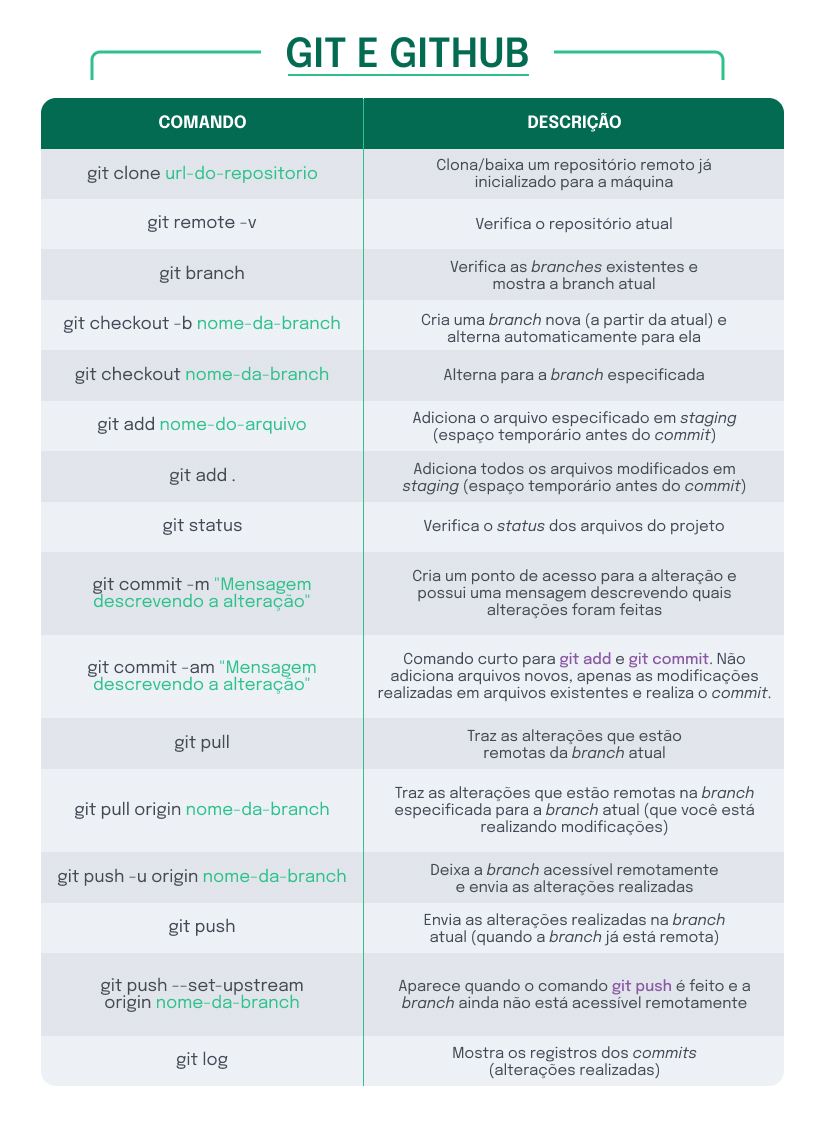 GIT E GITHUB
COMANDO
DESCRIÇÃO
git clone url-do-repositorio
Clona/baixa um repositório remoto já
inicializado para a máquina
git remote -v
Verifica o repositório atual
git branch
Verifica as branches existentes e
mostra a branch atual
git checkout -b nome-da-branch
Cria uma branch nova (a partir da atual) e
alterna automaticamente para ela
git checkout nome-da-branch
Alterna para a branch especificada
git add nome-do-arquivo
Adiciona o arquivo especificado em staging
(espaço temporário antes do commit)
git add .
Adiciona todos os arquivos modificados em
staging (espaço temporário antes do commit)
git status
Verifica o status dos arquivos do projeto
git commit -m "Mensagem
descrevendo a alteração"
Cria um ponto de acesso para a alteração e
possui uma mensagem descrevendo quais
alterações foram feitas
git commit -am "Mensagem
descrevendo a alteração"
Comando curto para git add e git commit. Não
adiciona arquivos novos, apenas as modificações
realizadas em arquivos existentes e realiza o commit.
git pull
Traz as alterações que estão
remotas da branch atual
git pull origin nome-da-branch
Traz as alterações que estão remotas na branch
especificada para a branch atual (que você está
realizando modificações)
git push -u origin nome-da-branch
Deixa a branch acessível remotamente
e envia as alterações realizadas
git push
Envia as alterações realizadas na branch
atual (quando a branch já está remota)
git push --set-upstream
origin nome-da-branch
Aparece quando o comando git push é feito e a
branch ainda não está acessível remotamente
git log
Mostra os registros dos commits
(alterações realizadas)